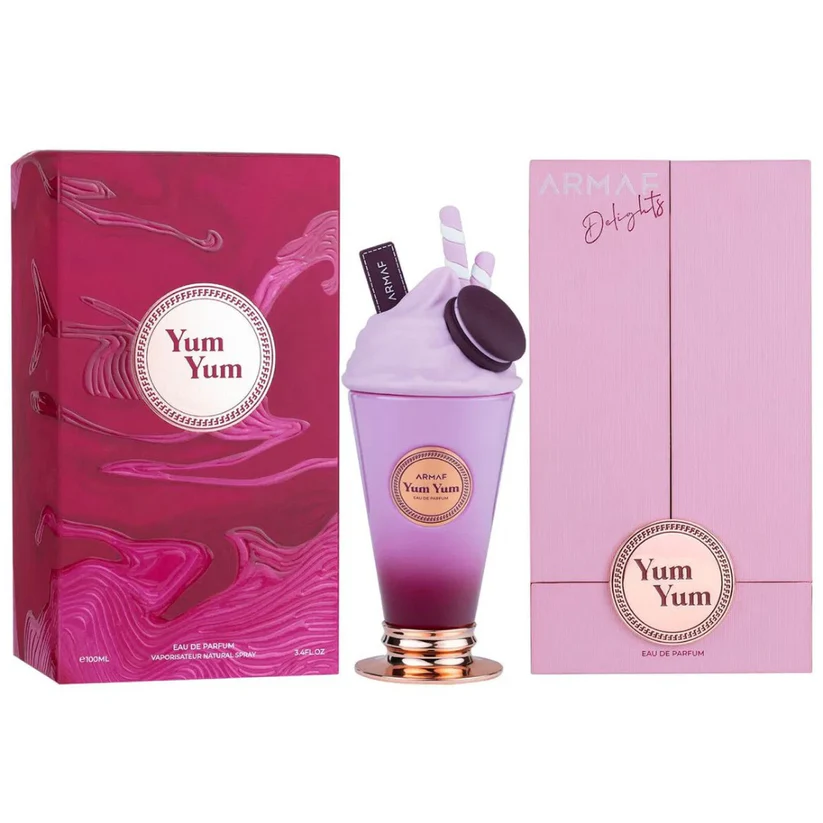 Yum
Yum
EAU DE PARFUM
VAPORISATEUR NATURAL SPRAY
℮100ML
3.4FL.OZ
ARMAF
ARMAF
Yum Yum
EAU DE PARFUM
ARMAF
Delights
Yum
Yum
EAU DE PARFUM